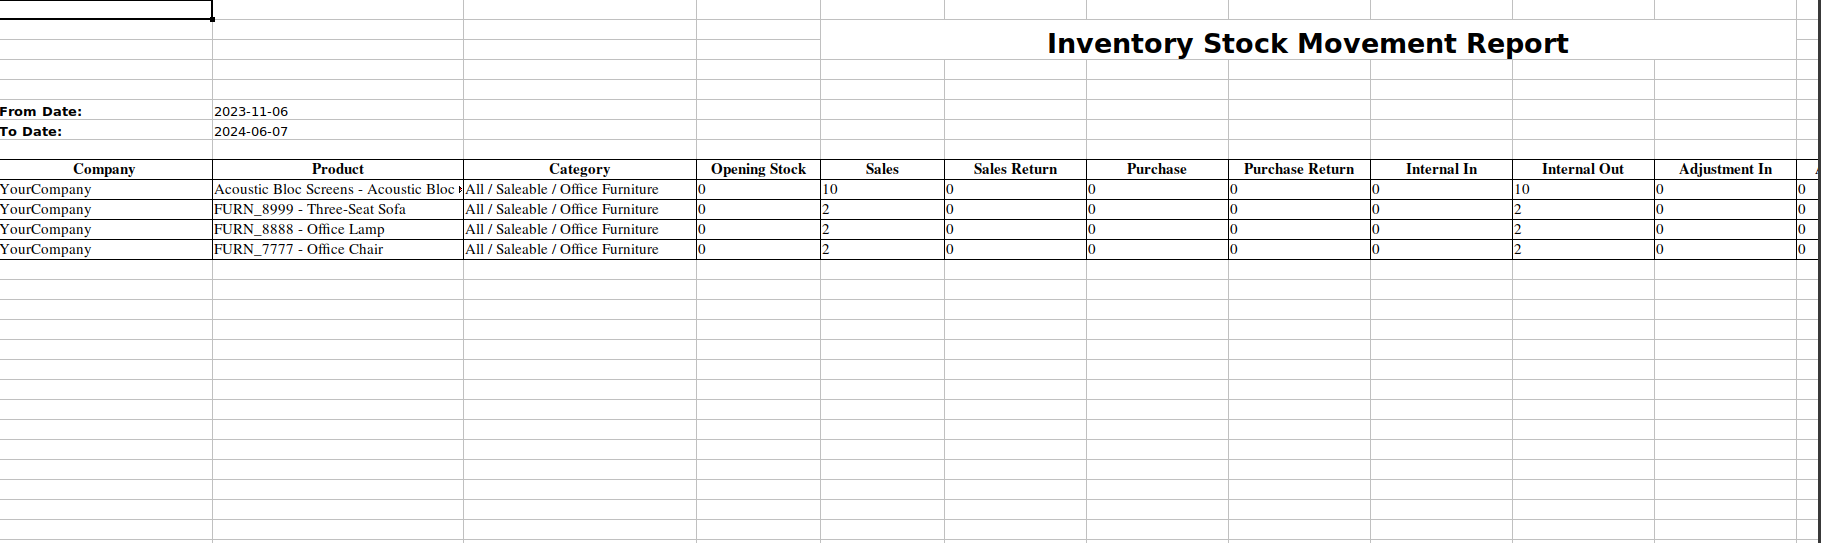 Inventory Stock Movement Report
From Date: 2023-11-06
To Date: 2024-06-07
Company Product Category Opening Stock Sales Sales Return Purchase Purchase Return Internal In Internal Out Adjustment In
YourCompany Acoustic Bloc Screens - Acoustic Bloc All / Saleable / Office Furniture 0 10 0 0 0 0 10 0 0
YourCompany FURN_8999 - Three-Seat Sofa All / Saleable / Office Furniture 0 2 0 0 0 0 2 0 0
YourCompany FURN_8888 - Office Lamp All / Saleable / Office Furniture 0 2 0 0 0 0 2 0 0
YourCompany FURN_7777 - Office Chair All / Saleable / Office Furniture 0 2 0 0 0 0 2 0 0